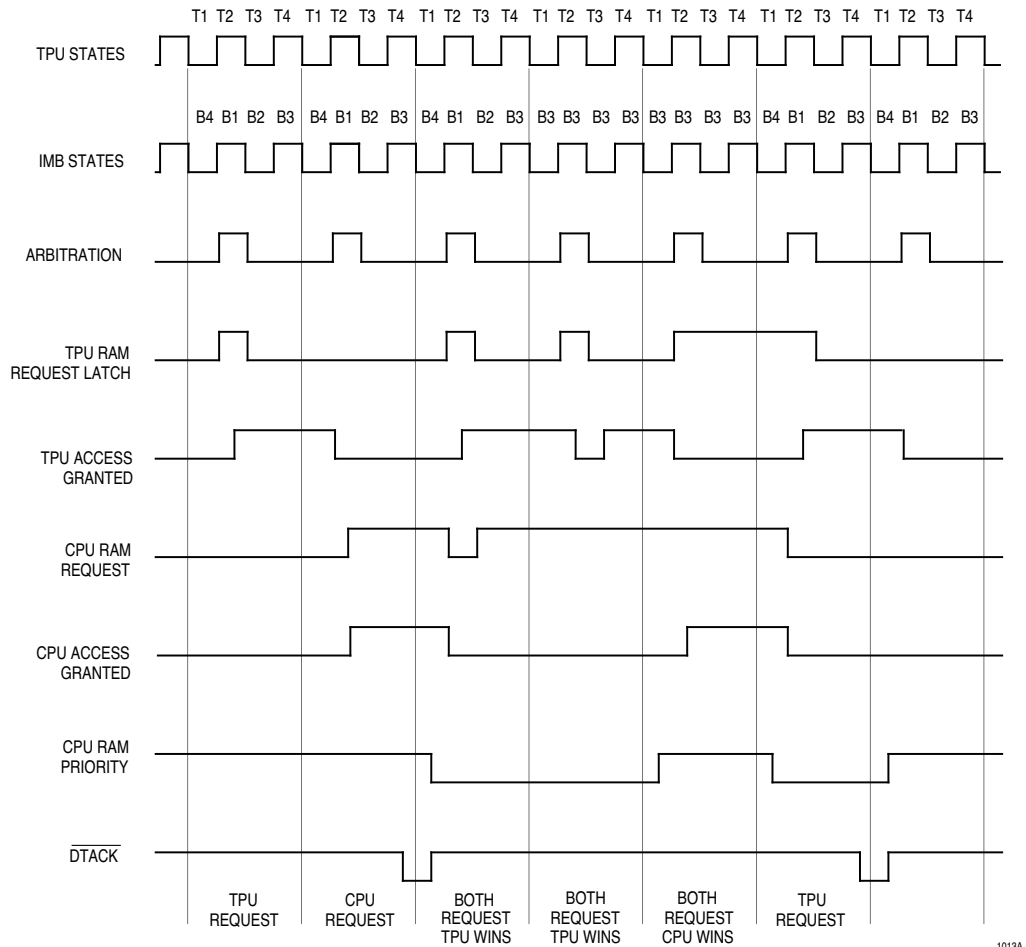 T1 T2 T3 T4 T1 T2 T3 T4 T1 T2 T3 T4 T1 T2 T3 T4 T1 T2 T3 T4 T1 T2 T3 T4 T1 T2 T3 T4
TPU STATES
B4 B1 B2 B3 B4 B1 B2 B3 B4 B1 B2 B3 B3 B3 B3 B3 B3 B3 B3 B3 B4 B1 B2 B3 B4 B1 B2 B3
IMB STATES
ARBITRATION
TPU RAM
REQUEST LATCH
TPU ACCESS
GRANTED
CPU RAM
REQUEST
CPU ACCESS
GRANTED
CPU RAM
PRIORITY
DTACK
TPU
REQUEST
CPU
REQUEST
BOTH
REQUEST
TPU WINS
BOTH
REQUEST
TPU WINS
BOTH
REQUEST
CPU WINS
TPU
REQUEST
1013A